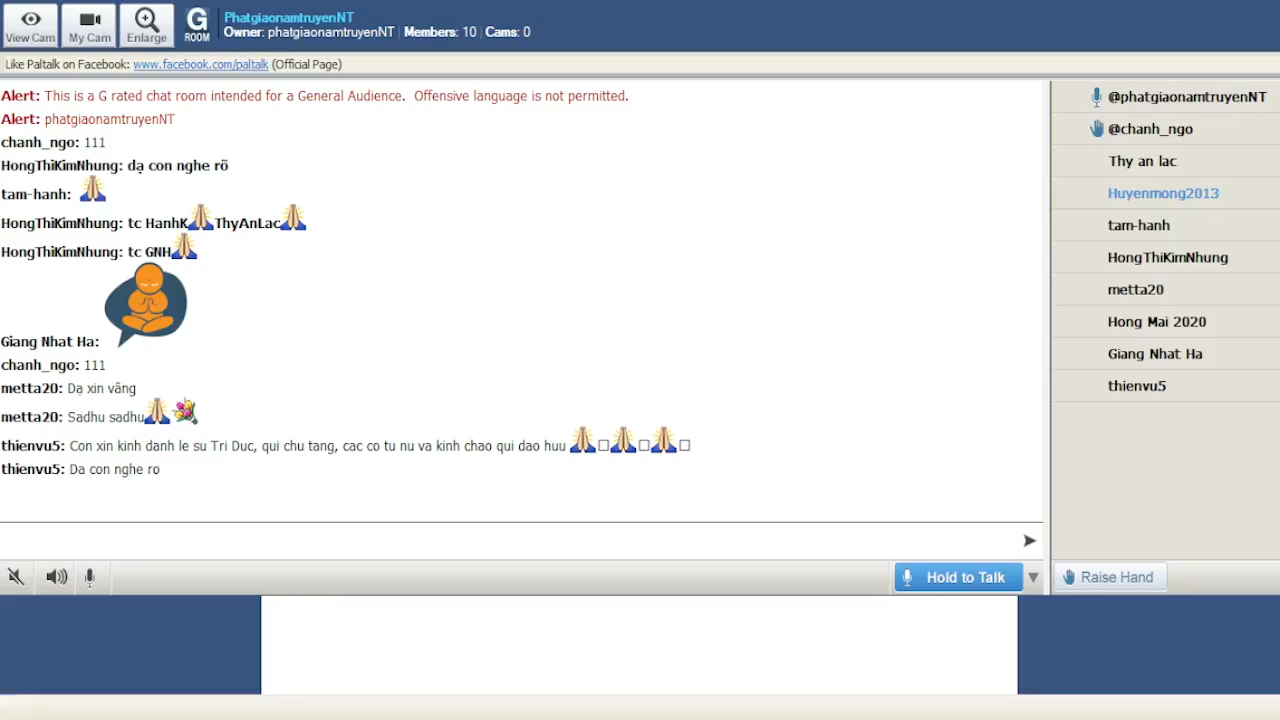 View Cam
My Cam
Enlarge
G
ROOM
PhatgiaonamtruyenNT
Owner: phatgiaonamtruyenNT | Members: 10 | Cams: 0
Like Paltalk on Facebook: www.facebook.com/paltalk (Official Page)
Alert: This is a G rated chat room intended for a General Audience. Offensive language is not permitted.
Alert: phatgiaonamtruyenNT
chanh_ngo: 111
HongThiKimNhung: dạ con nghe rõ
tam-hanh:
HongThiKimNhung: tc HanhK ThyAnLac
HongThiKimNhung: tc GNH
Giang Nhat Ha:
chanh_ngo: 111
metta20: Dạ xin vâng
metta20: Sadhu sadhu
thienvu5: Con xin kinh danh le su Tri Duc, qui chu tang, cac co tu nu va kinh chao qui dao huu
thienvu5: Da con nghe ro
Hold to Talk
@phatgiaonamtruyenNT
@chanh_ngo
Thy an lac
Huyenmong2013
tam-hanh
HongThiKimNhung
metta20
Hong Mai 2020
Giang Nhat Ha
thienvu5
Raise Hand